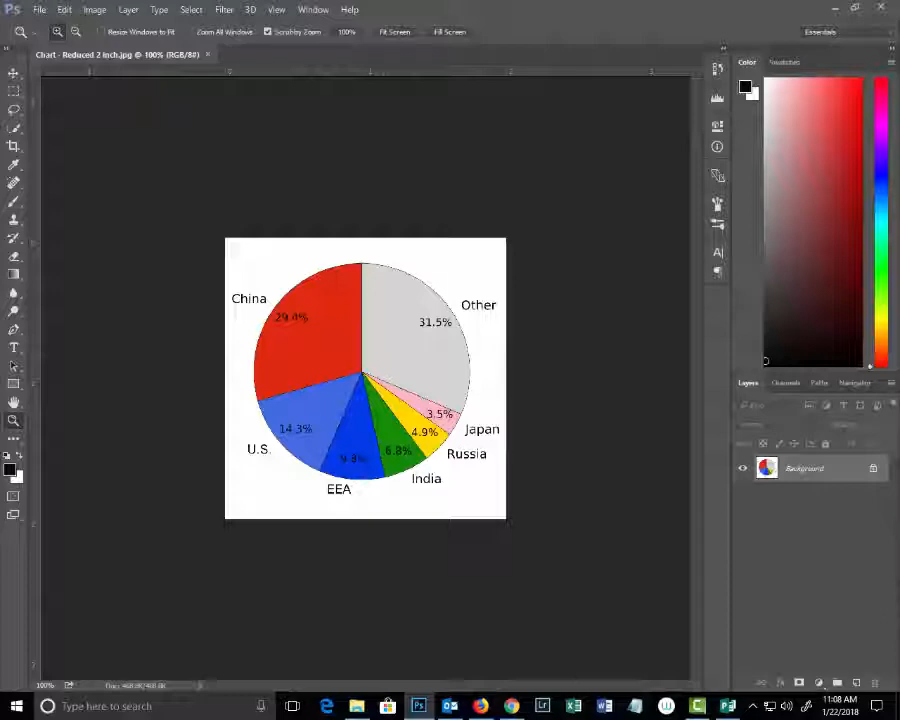 Ps File Edit Image Layer Type Select Filter 3D View Window Help
Resize Windows to Fit Zoom All Windows Scrubby Zoom 100% Fit Screen Fill Screen Essentials
Chart - Reduced 2 inch.jpg @ 100% (RGB/8#) ×
Color Swatches
China
29.4%
Other
31.5%
3.5%
Japan
14.3%
4.9%
U.S.
Russia
9.8%
6.8%
India
EEA
Layers Channels Paths Navigator
Background
100%
Type here to search
11:08 AM
1/22/2018